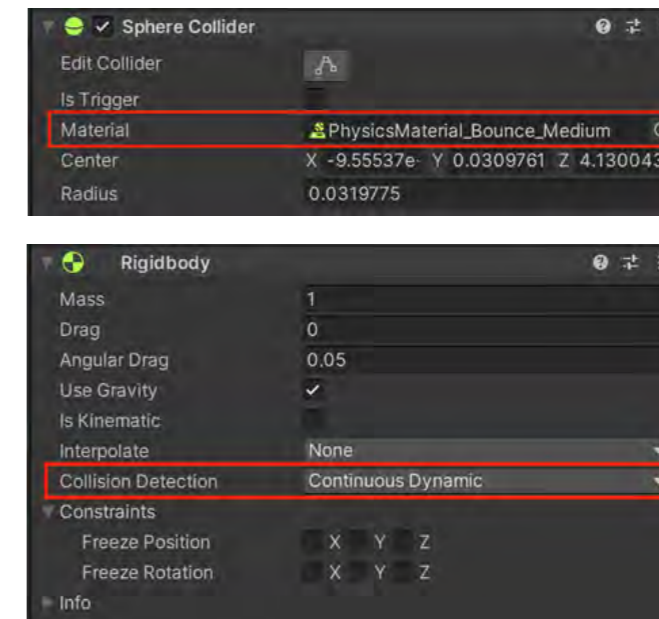 Sphere Collider
Edit Collider
Is Trigger
Material PhysicsMaterial_Bounce_Medium
Center X -9.55537e- Y 0.0309761 Z 4.130043
Radius 0.0319775
Rigidbody
Mass 1
Drag 0
Angular Drag 0.05
Use Gravity
Is Kinematic
Interpolate None
Collision Detection Continuous Dynamic
Constraints
Freeze Position X Y Z
Freeze Rotation X Y Z
Info